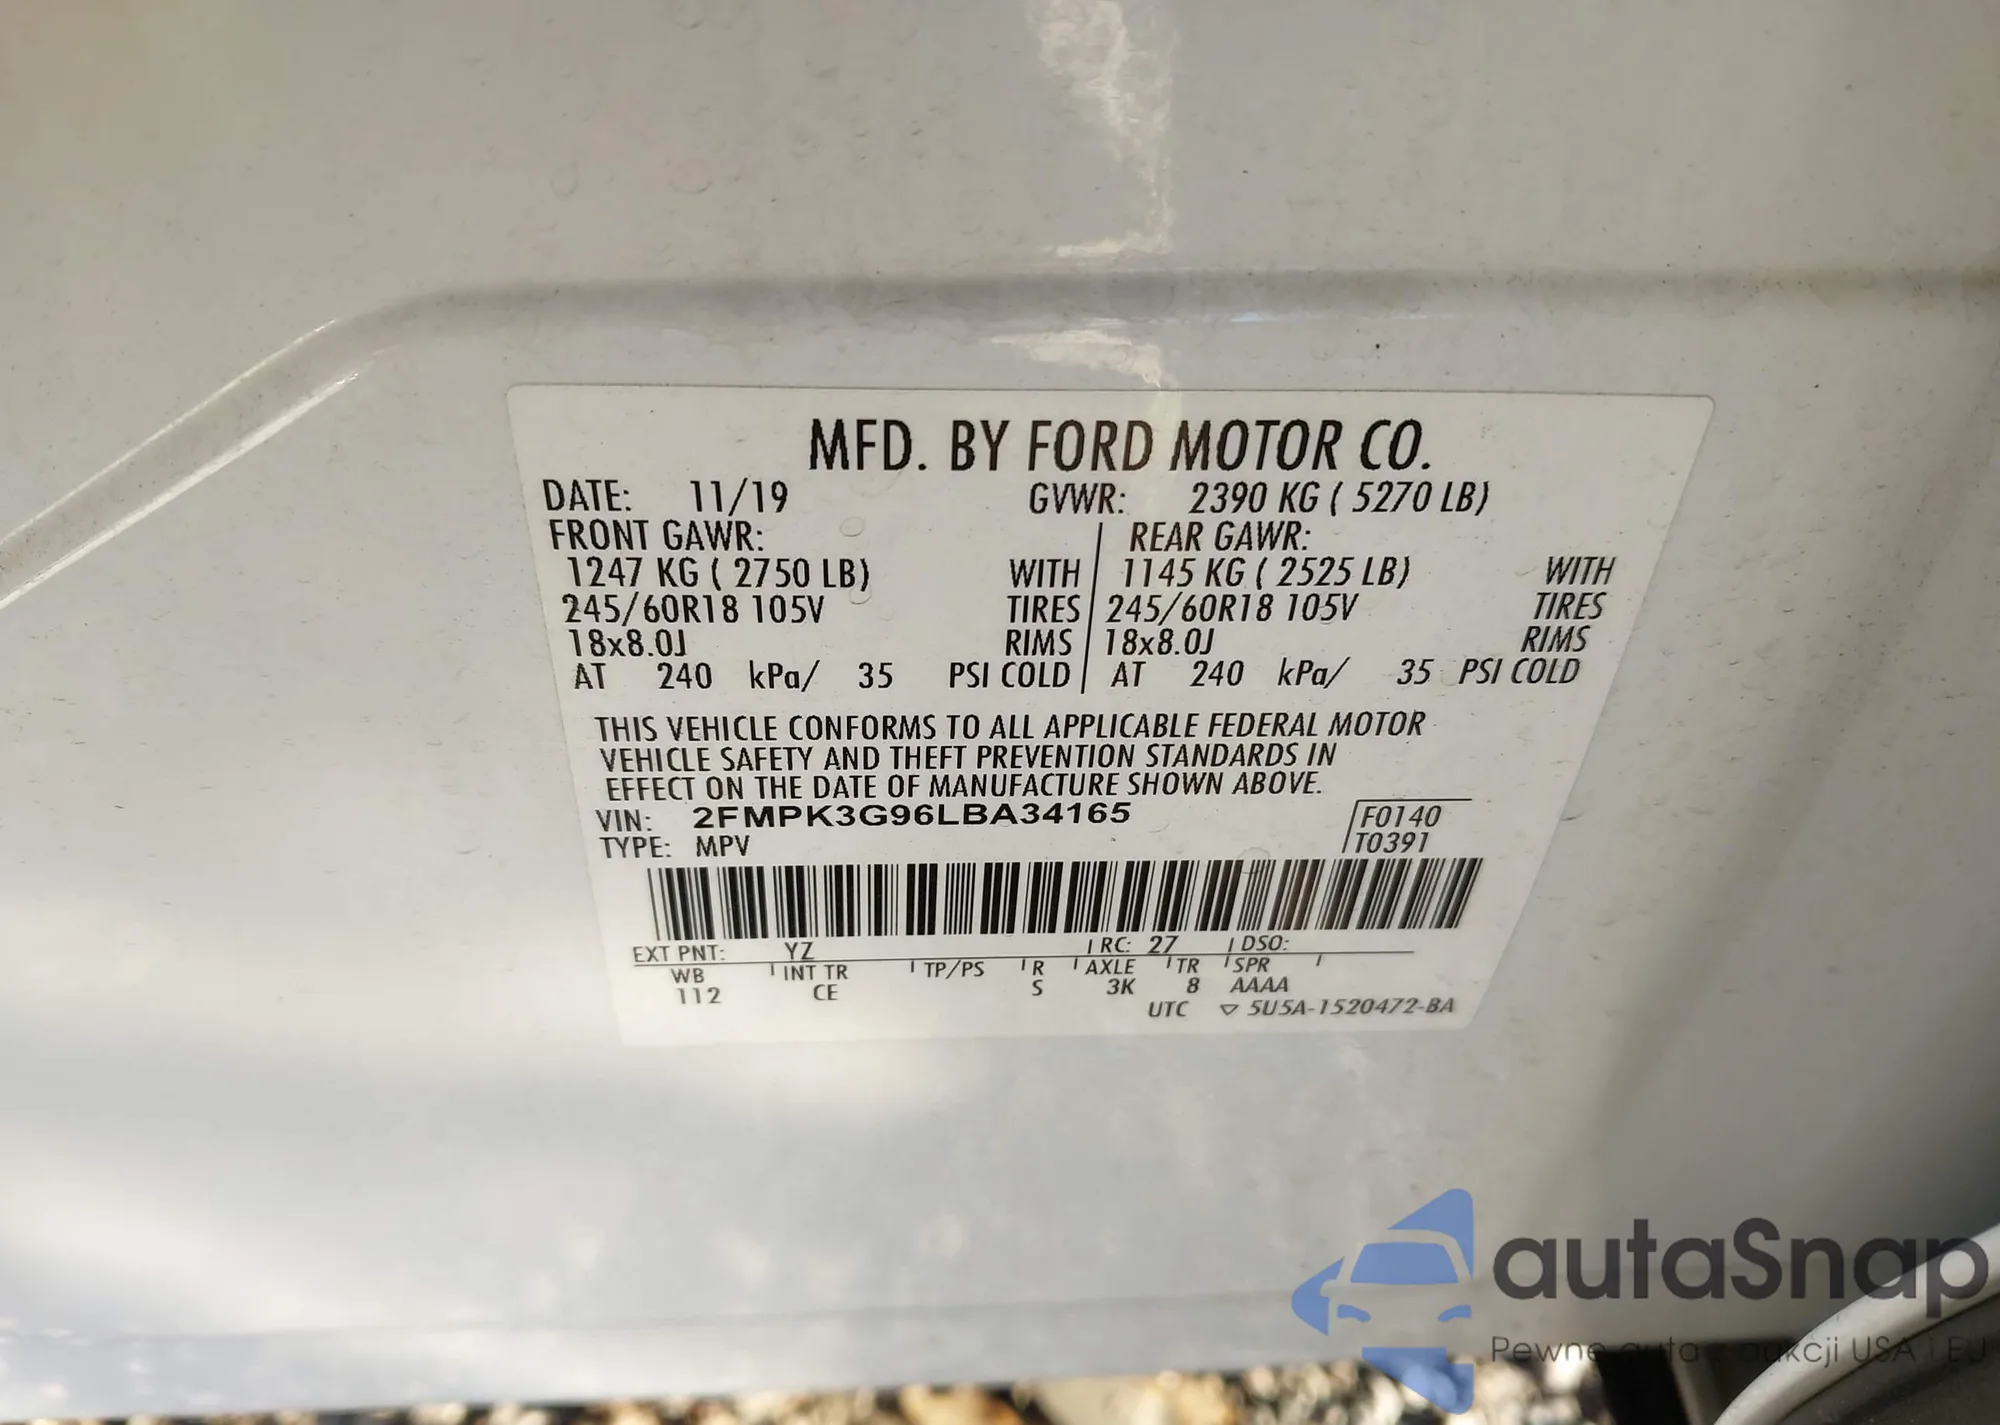 MFD. BY FORD MOTOR CO.
DATE: 11/19 GVWR: 2390 KG ( 5270 LB)
FRONT GAWR: REAR GAWR:
1247 KG ( 2750 LB) WITH 1145 KG ( 2525 LB) WITH
245/60R18 105V TIRES 245/60R18 105V TIRES
18x8.0J RIMS 18x8.0J RIMS
AT 240 kPa/ 35 PSI COLD AT 240 kPa/ 35 PSI COLD
THIS VEHICLE CONFORMS TO ALL APPLICABLE FEDERAL MOTOR
VEHICLE SAFETY AND THEFT PREVENTION STANDARDS IN
EFFECT ON THE DATE OF MANUFACTURE SHOWN ABOVE.
VIN: 2FMPK3G96LBA34165 F0140
TYPE: MPV T0391
EXT PNT: YZ RC: 27 DSO:
WB INT TR TP/PS R AXLE TR SPR
112 CE S 3K 8 AAAA
UTC ▽ 5U5A-1520472-BA
autaSnap
Pewne auta z aukcji USA i EU